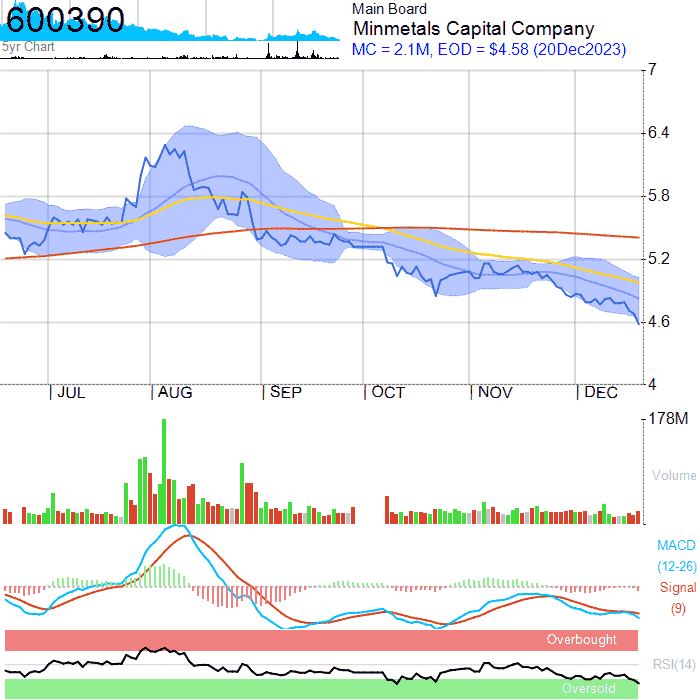 600390
5yr Chart
Main Board
Minmetals Capital Company
MC = 2.1M, EOD = $4.58 (20Dec2023)
7
6.4
5.8
5.2
4.6
4
JUL AUG SEP OCT NOV DEC
178M
Volume
MACD
(12-26)
Signal
(9)
Overbought
RSI(14)
Oversold